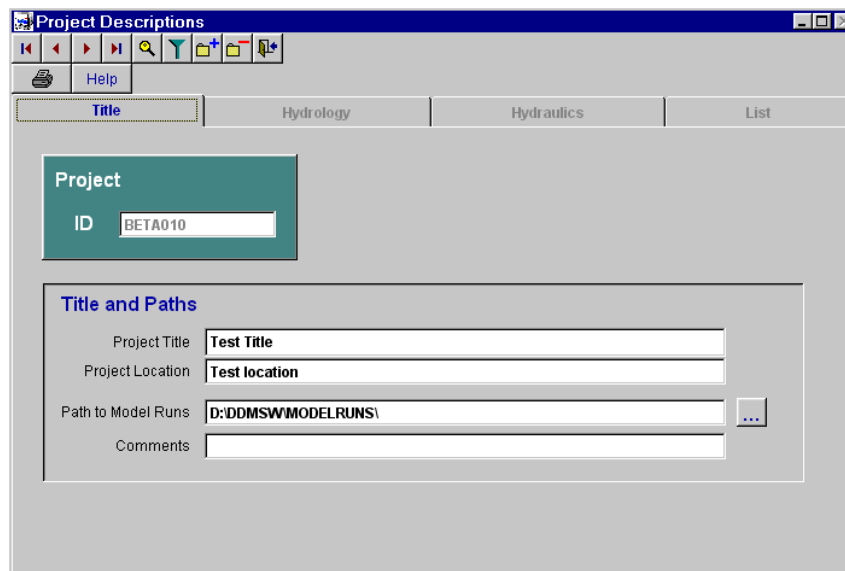 Project Descriptions
Help
Title Hydrology Hydraulics List
Project
ID BETA010
Title and Paths
Project Title Test Title
Project Location Test location
Path to Model Runs D:\DDMSW\MODELRUNS\ ...
Comments